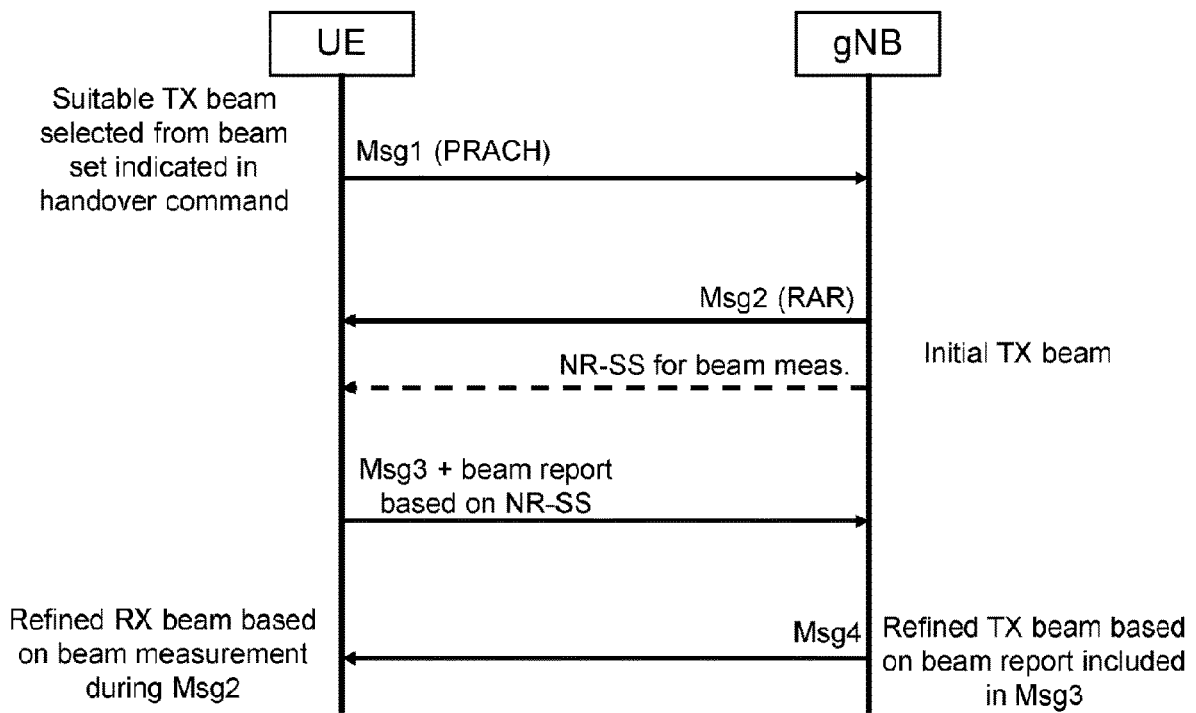 UE
gNB
Suitable TX beam
selected from beam
set indicated in
handover command
Msg1 (PRACH)
Msg2 (RAR)
Initial TX beam
NR-SS for beam meas.
Msg3 + beam report
based on NR-SS
Refined RX beam based
on beam measurement
during Msg2
Msg4
Refined TX beam based
on beam report included
in Msg3